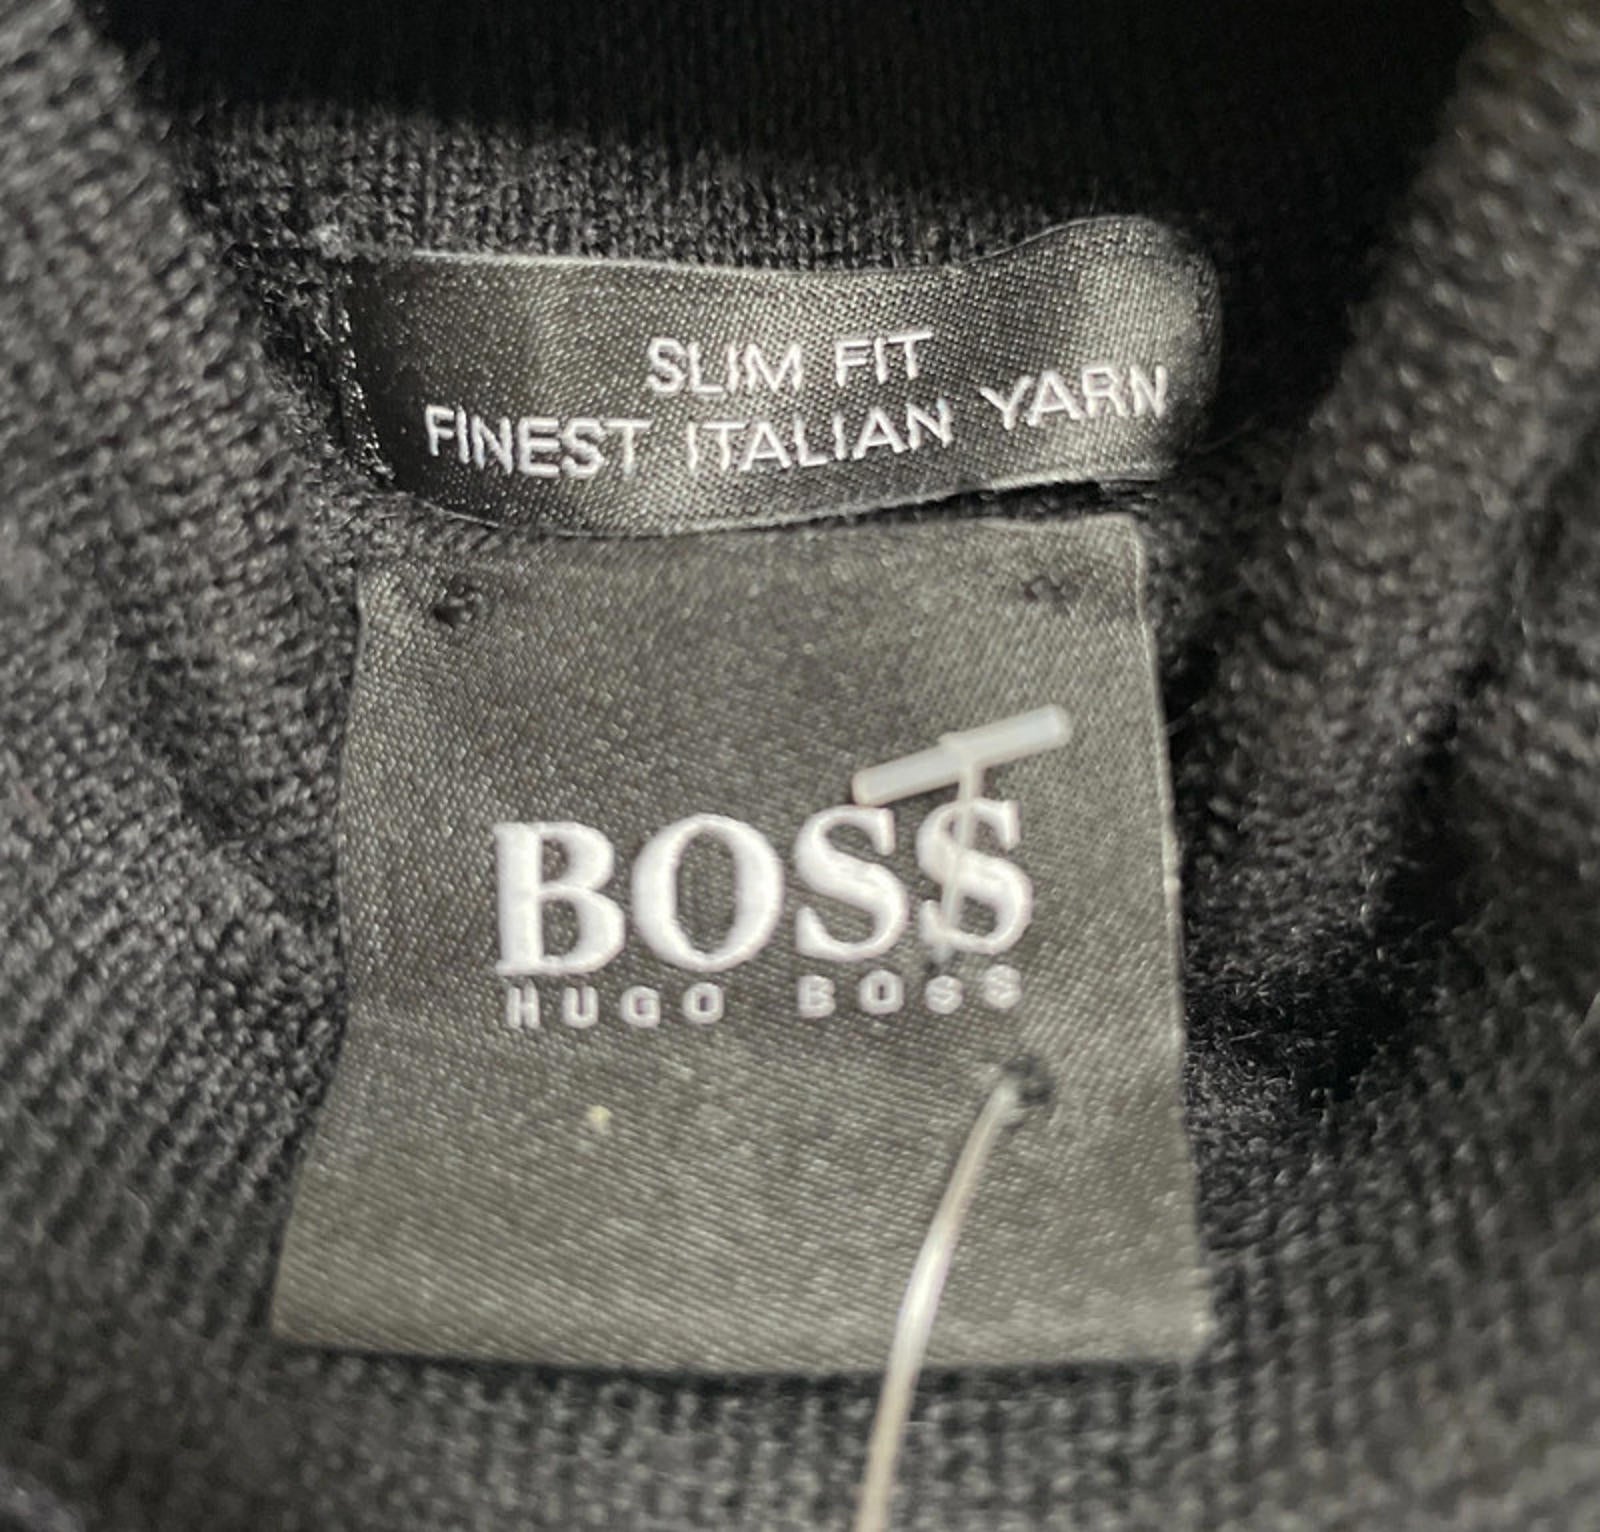 SLIM FIT
FINEST ITALIAN YARN
BOSS
HUGO BOSS